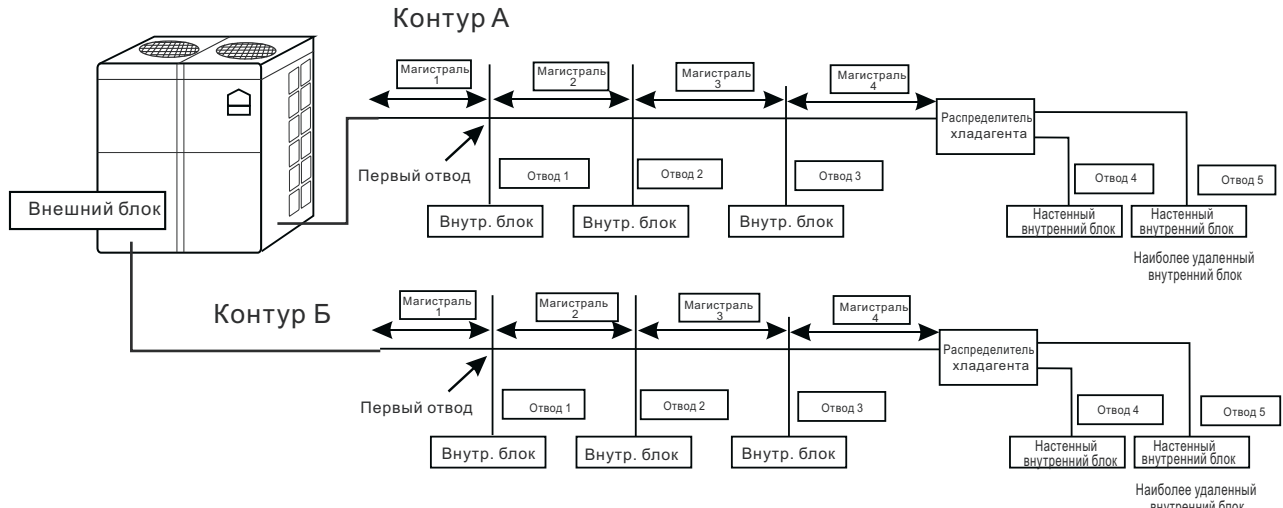 Контур А
Магистраль
1
Магистраль
2
Магистраль
3
Магистраль
4
Распределитель
хладагента
Первый отвод
Отвод 1
Отвод 2
Отвод 3
Отвод 4
Отвод 5
Внешний блок
Внутр. блок
Внутр. блок
Внутр. блок
Настенный
внутренний блок
Настенный
внутренний блок
Наиболее удаленный
внутренний блок
Контур Б
Магистраль
1
Магистраль
2
Магистраль
3
Магистраль
4
Распределитель
хладагента
Первый отвод
Отвод 1
Отвод 2
Отвод 3
Отвод 4
Отвод 5
Внутр. блок
Внутр. блок
Внутр. блок
Настенный
внутренний блок
Настенный
внутренний блок
Наиболее удаленный
внутренний блок